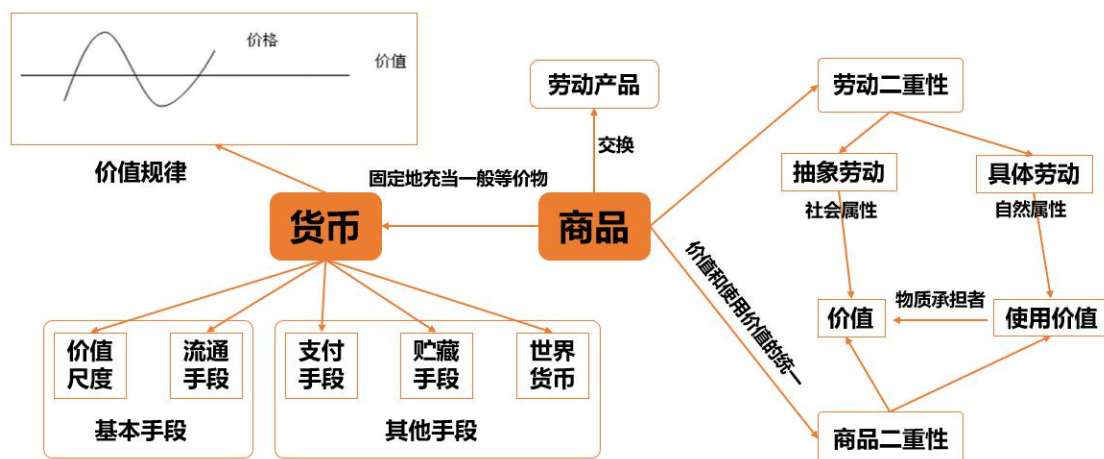 价格
价值
价值规律
劳动产品
交换
固定地充当一般等价物
货币
商品
价值
尺度
流通
手段
基本手段
支付
手段
贮藏
手段
世界
货币
其他手段
劳动二重性
抽象劳动
具体劳动
社会属性
自然属性
价值和使用价值的统一
物质承担者
价值
使用价值
商品二重性